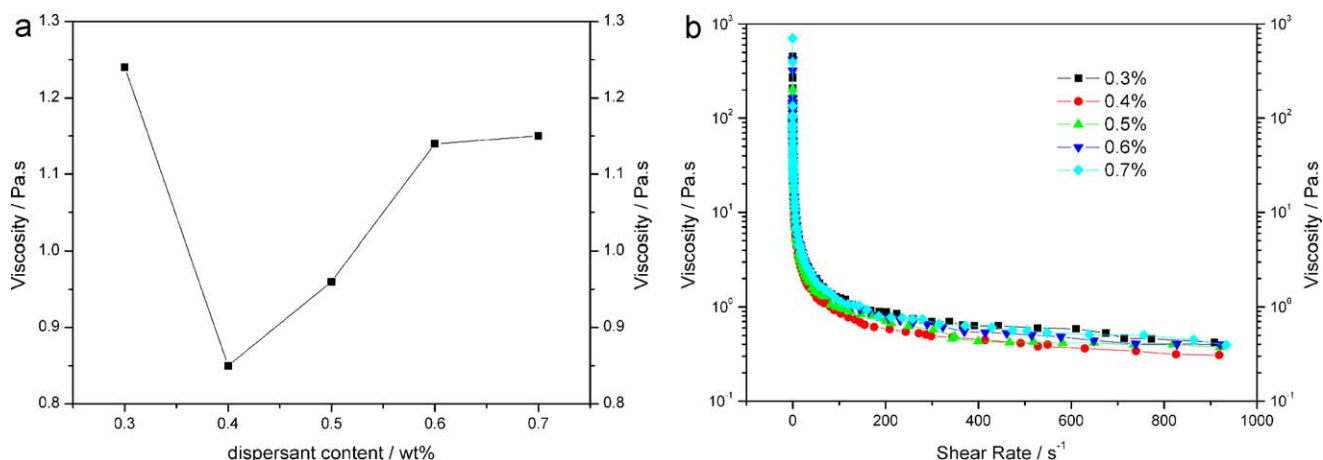 a
1.3
1.2
1.1
1.0
0.9
0.8
Viscosity / Pa.s
1.3
1.2
1.1
1.0
0.9
0.8
Viscosity / Pa.s
0.3 0.4 0.5 0.6 0.7
dispersant content / wt%
b
10³
10²
10¹
10⁰
10⁻¹
Viscosity / Pa.s
0.3%
0.4%
0.5%
0.6%
0.7%
10³
10²
10¹
10⁰
10⁻¹
Viscosity / Pa.s
0 200 400 600 800 1000
Shear Rate / s⁻¹